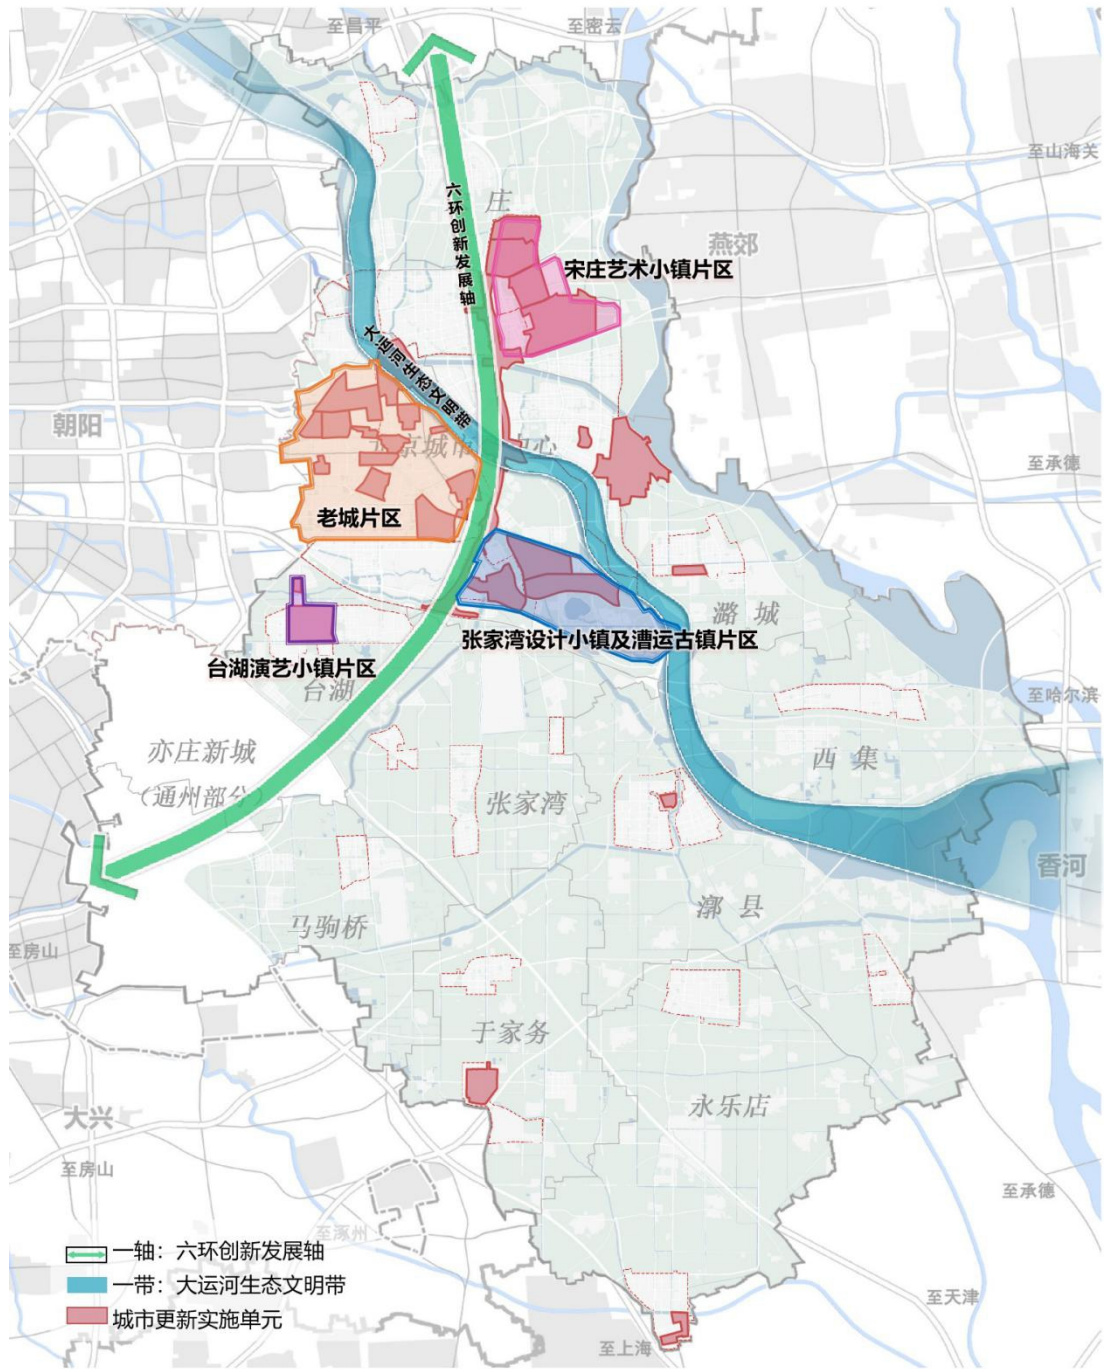 至昌平
至密云
至山海关
六环创新发展轴
庄
燕郊
宋庄艺术小镇片区
大运河生态文明带
朝阳
中心
至承德
老城片区
潞城
张家湾设计小镇及漕运古镇片区
台湖演艺小镇片区
台湖
至哈尔滨
亦庄新城
（通州部分）
西集
张家湾
香河
漷县
马驹桥
至房山
于家务
永乐店
大兴
至房山
至承德
至涿州
一轴：六环创新发展轴
一带：大运河生态文明带
城市更新实施单元
至天津
至上海